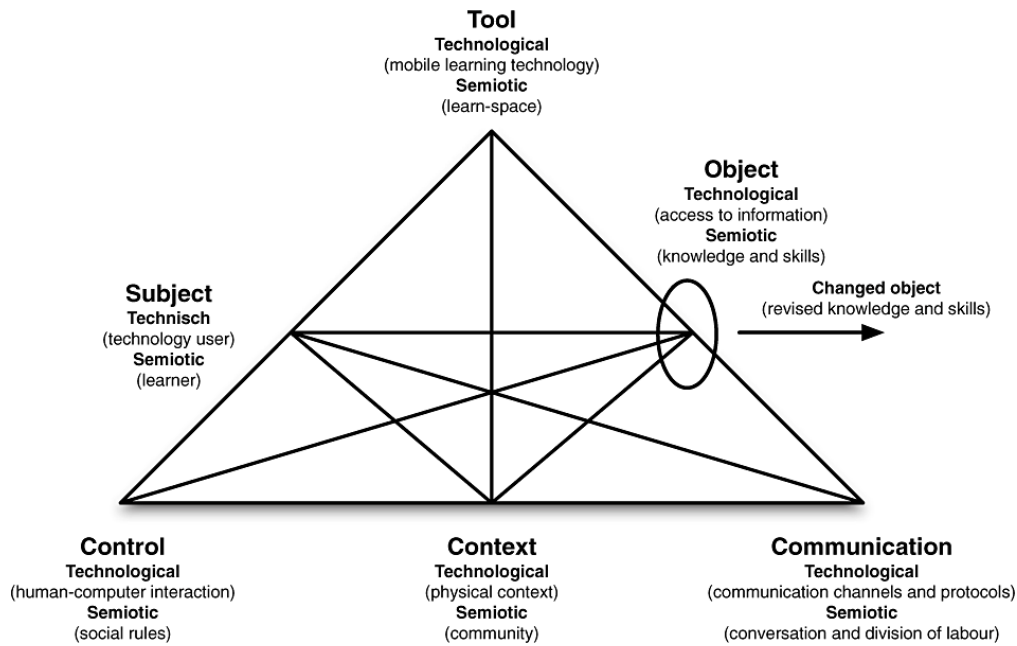 Tool
Technological
(mobile learning technology)
Semiotic
(learn-space)
Object
Technological
(access to information)
Semiotic
(knowledge and skills)
Changed object
(revised knowledge and skills)
Subject
Technisch
(technology user)
Semiotic
(learner)
Control
Technological
(human-computer interaction)
Semiotic
(social rules)
Context
Technological
(physical context)
Semiotic
(community)
Communication
Technological
(communication channels and protocols)
Semiotic
(conversation and division of labour)